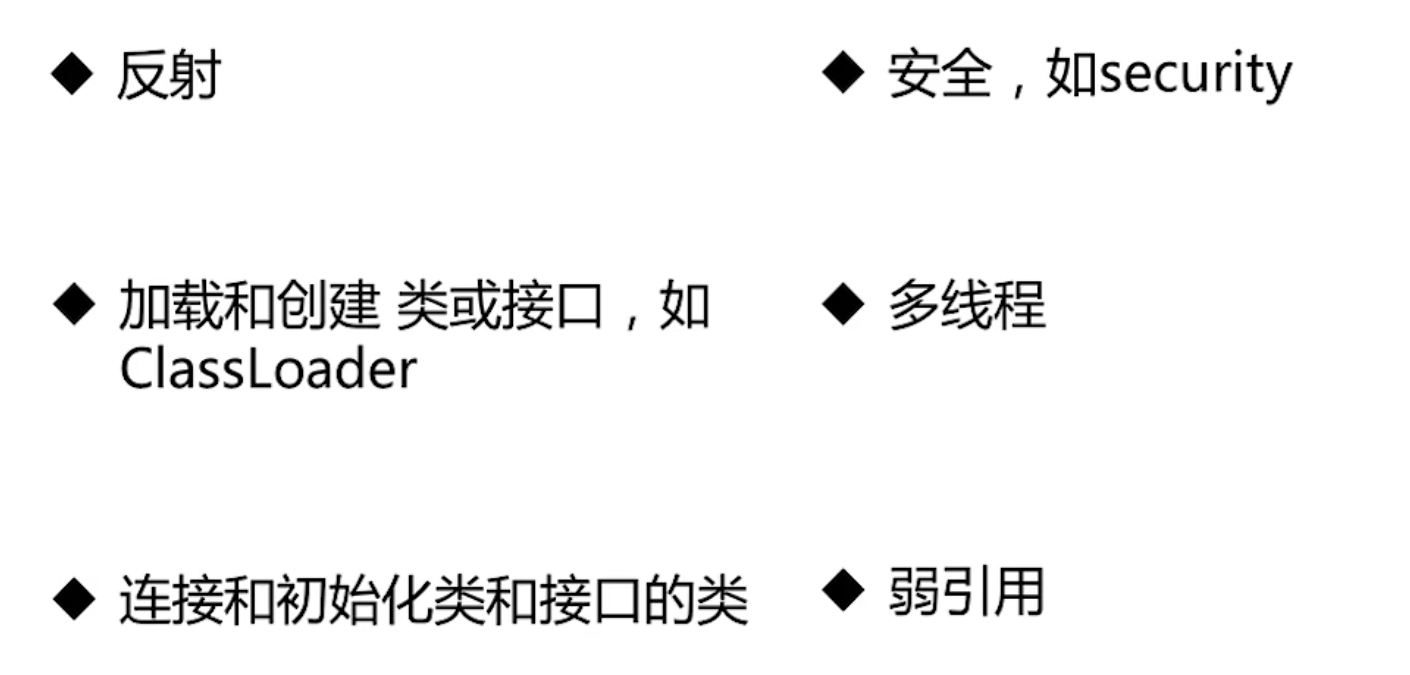 ◆ 反射
◆ 加载和创建 类或接口，如
ClassLoader
◆ 连接和初始化类和接口的类
◆ 安全，如security
◆ 多线程
◆ 弱引用